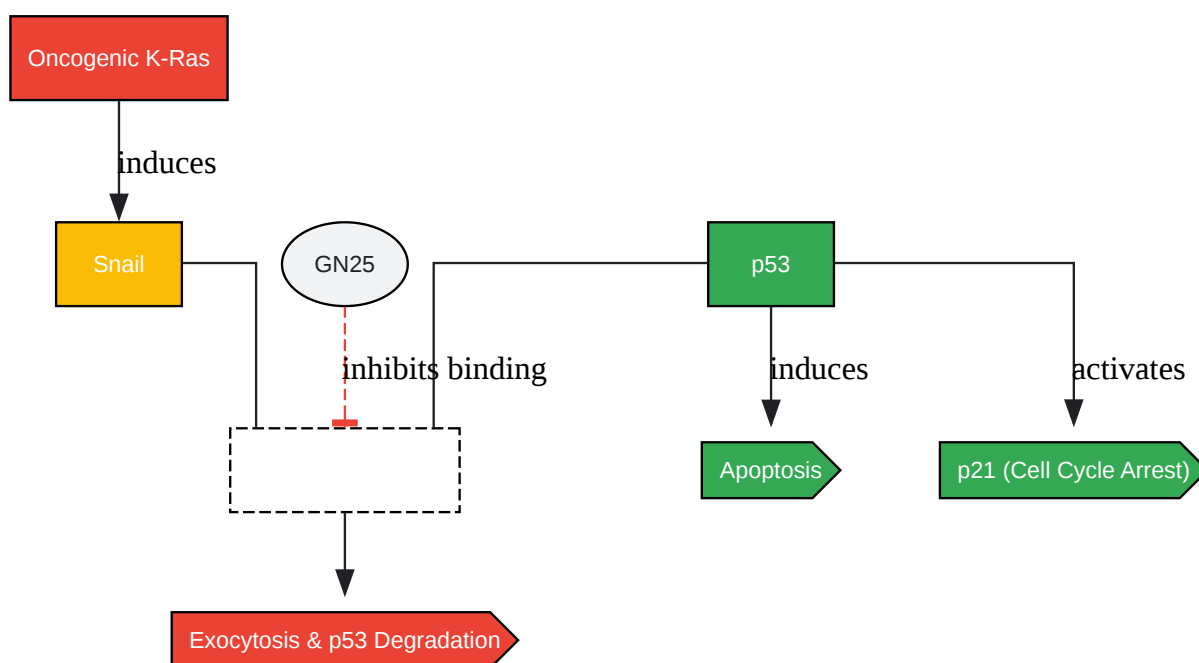 Oncogenic K-Ras
induces
Snail
GN25
p53
inhibits binding
induces
activates
Apoptosis
p21 (Cell Cycle Arrest)
Exocytosis & p53 Degradation